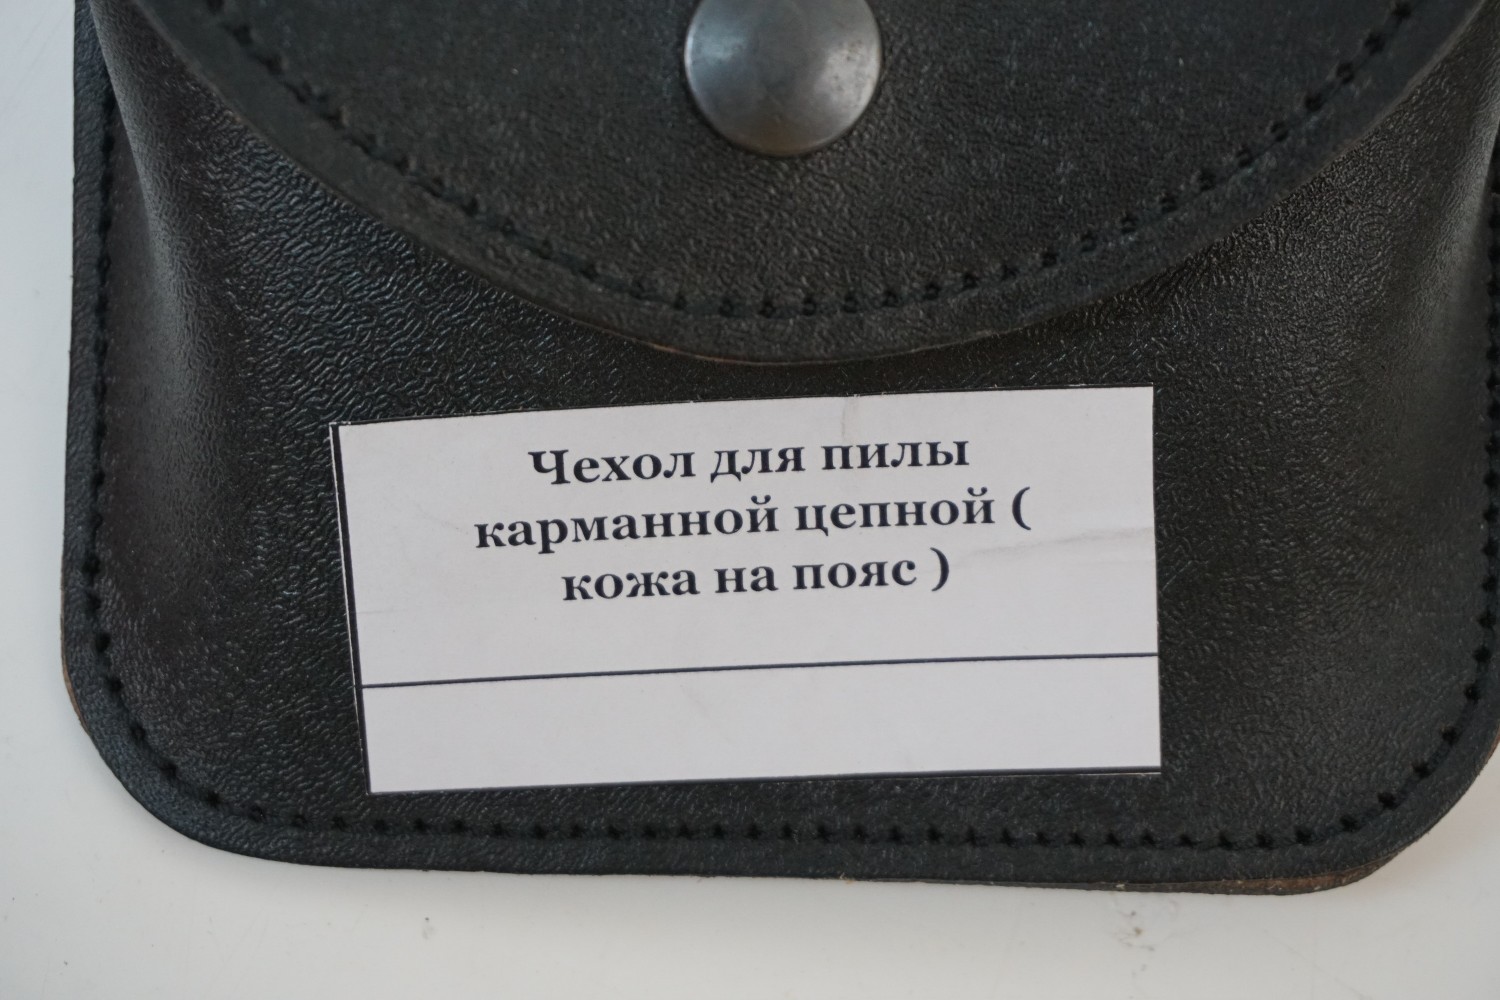 Чехол для пилы
карманной цепной (
кожа на пояс )